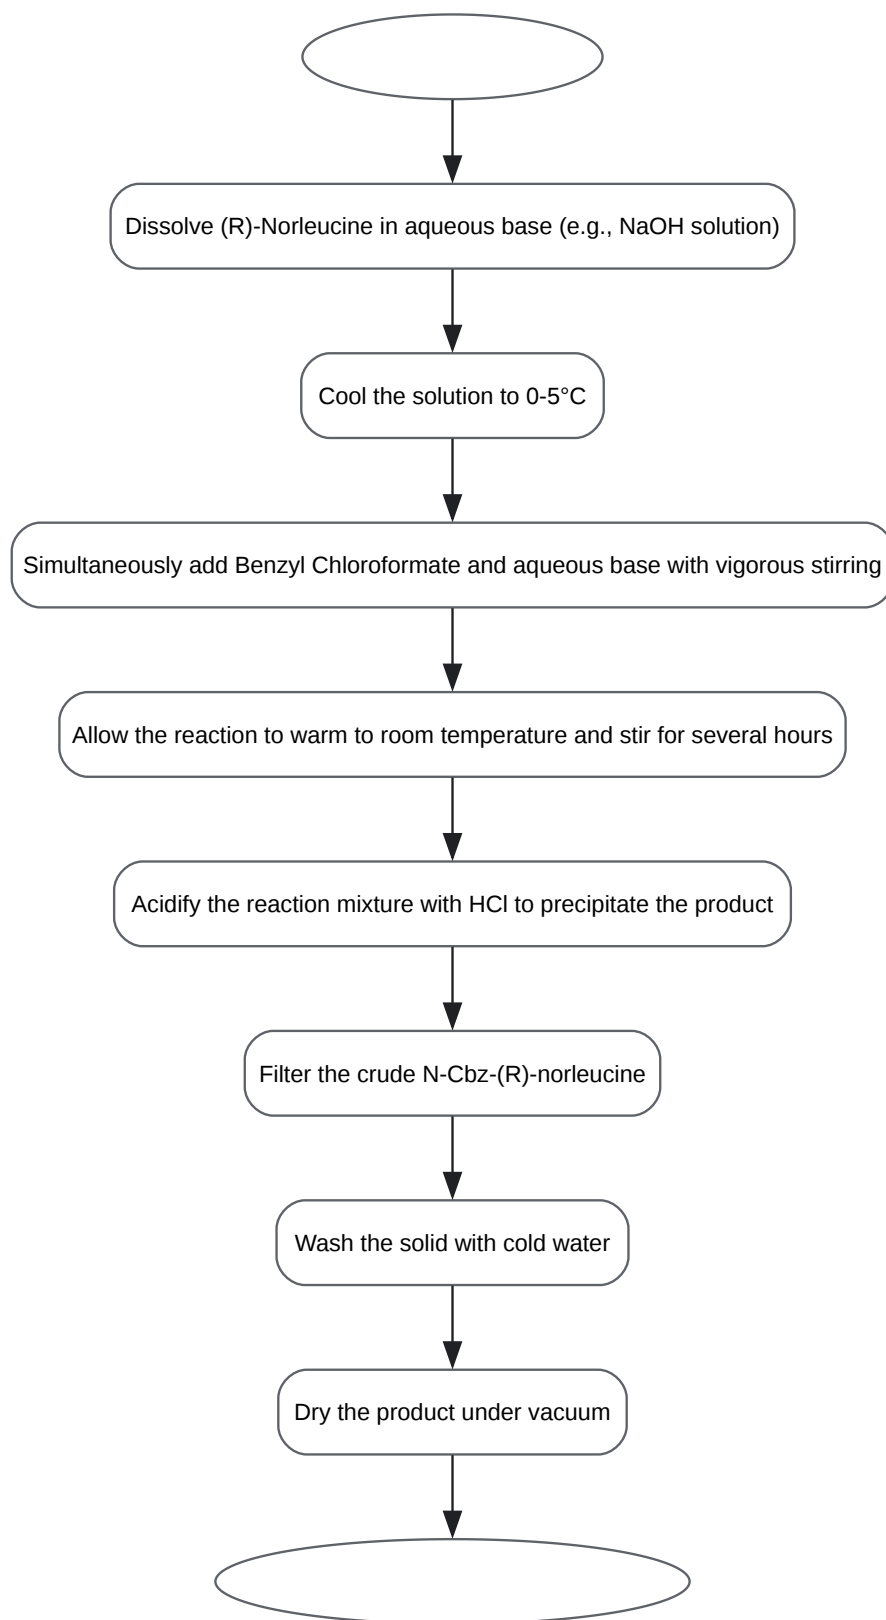 Dissolve (R)-Norleucine in aqueous base (e.g., NaOH solution)
Cool the solution to 0-5°C
Simultaneously add Benzyl Chloroformate and aqueous base with vigorous stirring
Allow the reaction to warm to room temperature and stir for several hours
Acidify the reaction mixture with HCl to precipitate the product
Filter the crude N-Cbz-(R)-norleucine
Wash the solid with cold water
Dry the product under vacuum